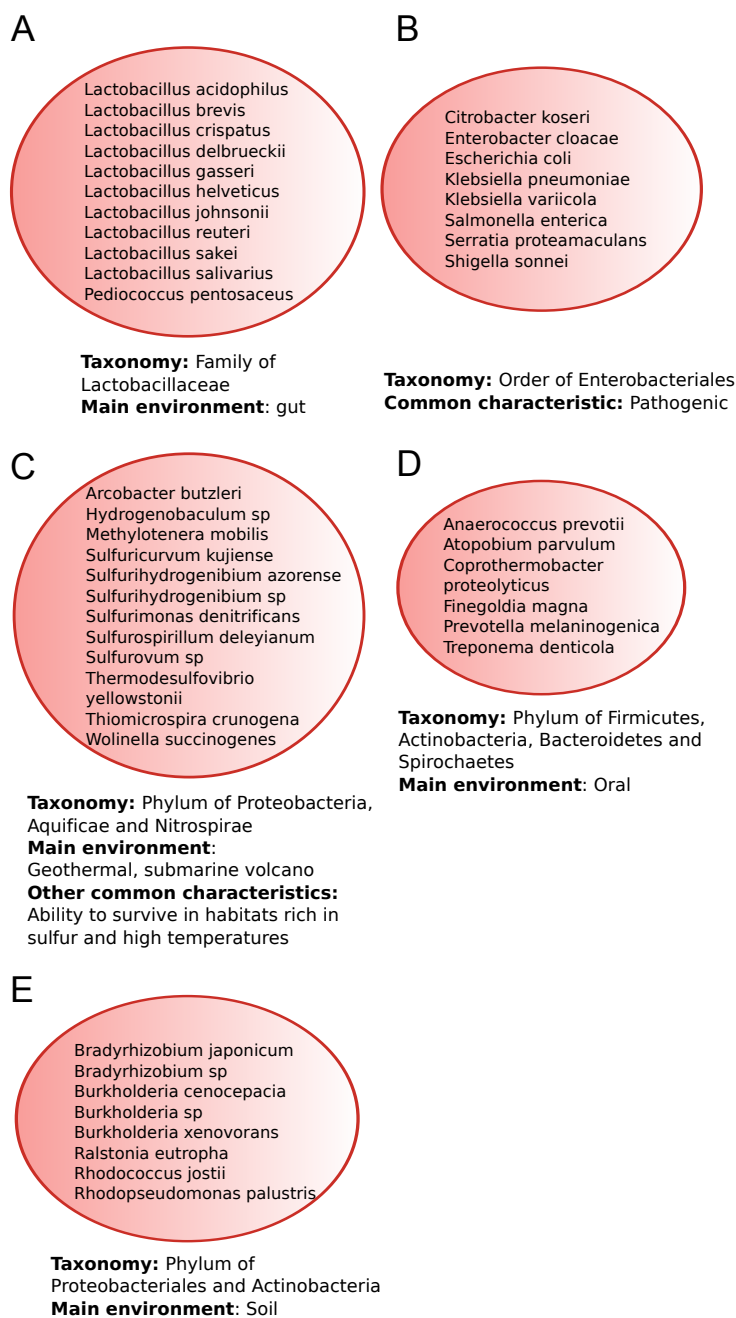 A
Lactobacillus acidophilus
Lactobacillus brevis
Lactobacillus crispatus
Lactobacillus delbrueckii
Lactobacillus gasseri
Lactobacillus helveticus
Lactobacillus johnsonii
Lactobacillus reuteri
Lactobacillus sakei
Lactobacillus salivarius
Pediococcus pentosaceus
Taxonomy: Family of
Lactobacillaceae
Main environment: gut
B
Citrobacter koseri
Enterobacter cloacae
Escherichia coli
Klebsiella pneumoniae
Klebsiella variicola
Salmonella enterica
Serratia proteamaculans
Shigella sonnei
Taxonomy: Order of Enterobacteriales
Common characteristic: Pathogenic
C
Arcobacter butzleri
Hydrogenobaculum sp
Methylotenera mobilis
Sulfuricurvum kujiense
Sulfurihydrogenibium azorense
Sulfurihydrogenibium sp
Sulfurimonas denitrificans
Sulfurospirillum deleyianum
Sulfurovum sp
Thermodesulfovibrio
yellowstonii
Thiomicrospira crunogena
Wolinella succinogenes
Taxonomy: Phylum of Proteobacteria,
Aquificae and Nitrospirae
Main environment:
Geothermal, submarine volcano
Other common characteristics:
Ability to survive in habitats rich in
sulfur and high temperatures
D
Anaerococcus prevotii
Atopobium parvulum
Coprothermobacter
proteolyticus
Finegoldia magna
Prevotella melaninogenica
Treponema denticola
Taxonomy: Phylum of Firmicutes,
Actinobacteria, Bacteroidetes and
Spirochaetes
Main environment: Oral
E
Bradyrhizobium japonicum
Bradyrhizobium sp
Burkholderia cenocepacia
Burkholderia sp
Burkholderia xenovorans
Ralstonia eutropha
Rhodococcus jostii
Rhodopseudomonas palustris
Taxonomy: Phylum of
Proteobacteriales and Actinobacteria
Main environment: Soil